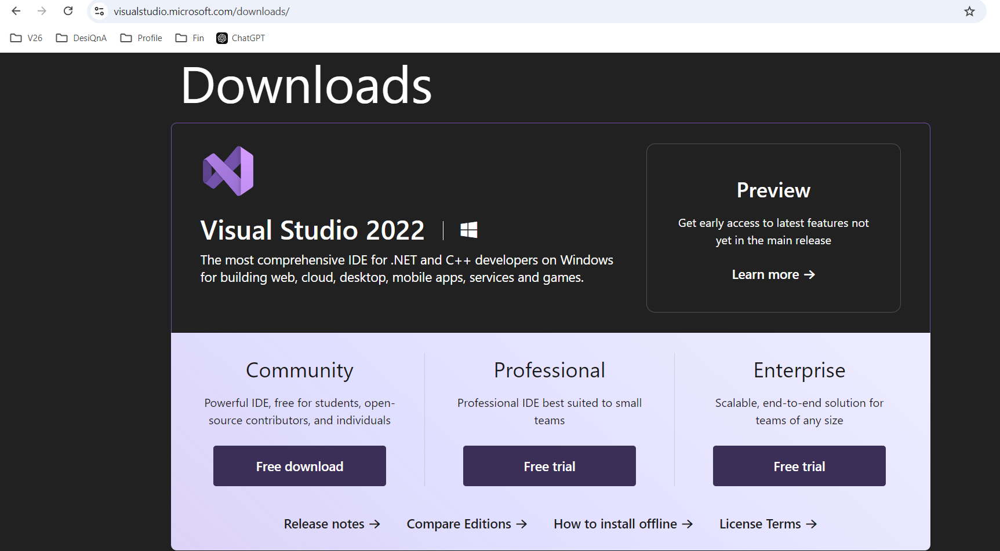 visualstudio.microsoft.com/downloads/
V26 DesiQnA Profile Fin ChatGPT
Downloads
Visual Studio 2022
The most comprehensive IDE for .NET and C++ developers on Windows
for building web, cloud, desktop, mobile apps, services and games.
Preview
Get early access to latest features not
yet in the main release
Learn more →
Community
Powerful IDE, free for students, open-
source contributors, and individuals
Free download
Professional
Professional IDE best suited to small
teams
Free trial
Enterprise
Scalable, end-to-end solution for
teams of any size
Free trial
Release notes → Compare Editions → How to install offline → License Terms →